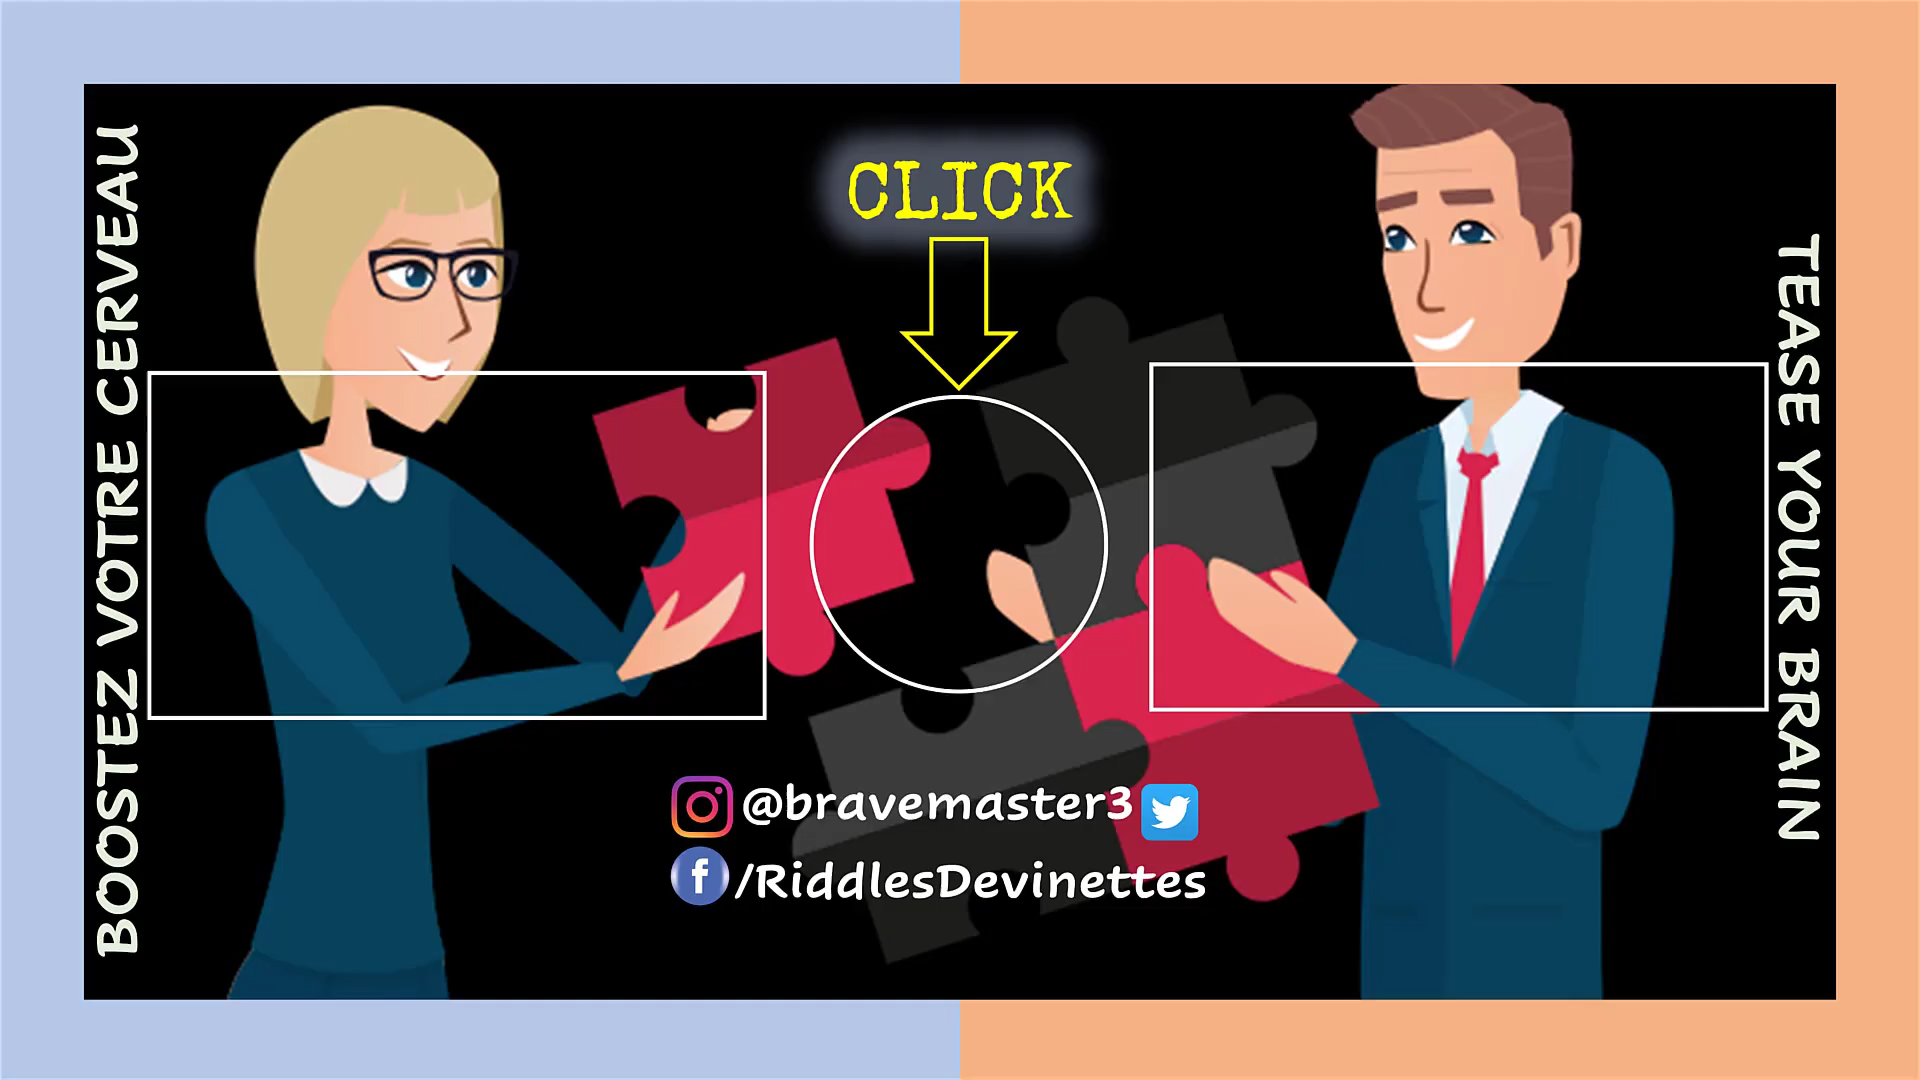 BOOSTEZ VOTRE CERVEAU
CLICK
TEASE YOUR BRAIN
@bravemaster3
/RiddlesDevinettes